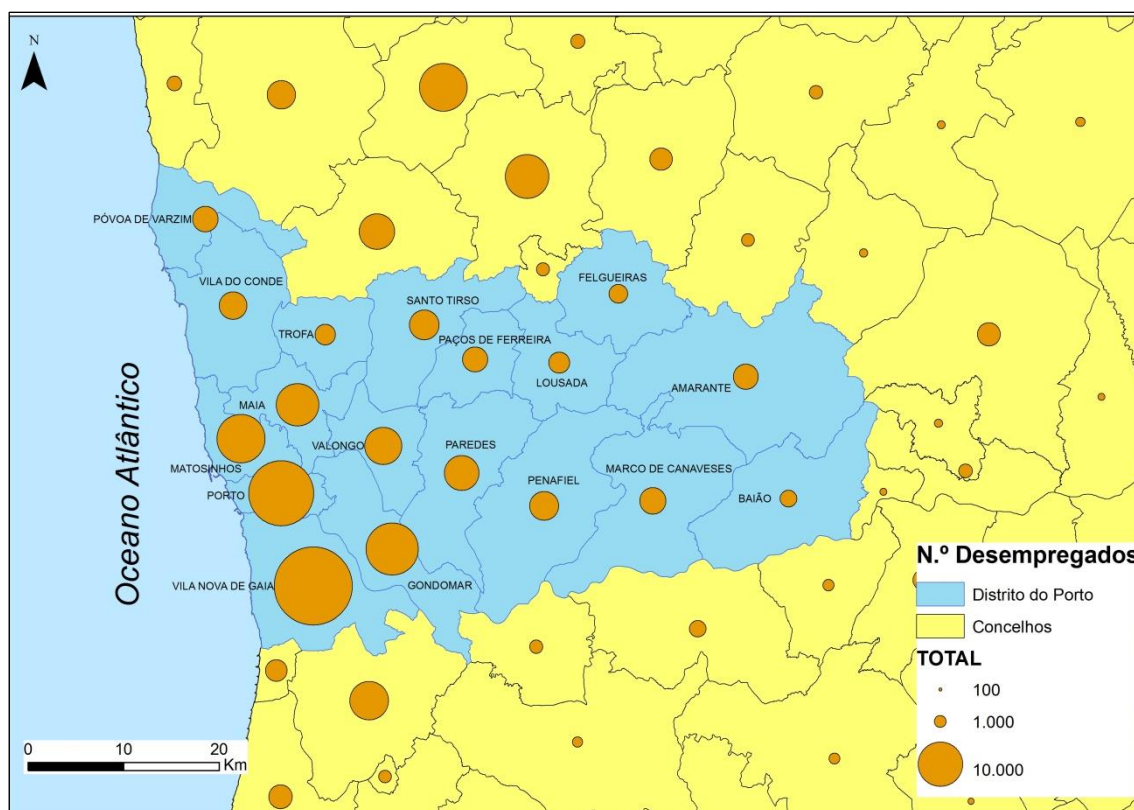 N
PÓVOA DE VARZIM
VILA DO CONDE
FELGUEIRAS
SANTO TIRSO
TROFA
PAÇOS DE FERREIRA
LOUSADA
AMARANTE
MAIA
VALONGO
PAREDES
MATOSINHOS
MARCO DE CANAVESES
PENAFIEL
PORTO
BAIÃO
VILA NOVA DE GAIA
GONDOMAR
Oceano Atlântico
N.º Desempregados
Distrito do Porto
Concelhos
TOTAL
100
1.000
10.000
0 10 20
Km